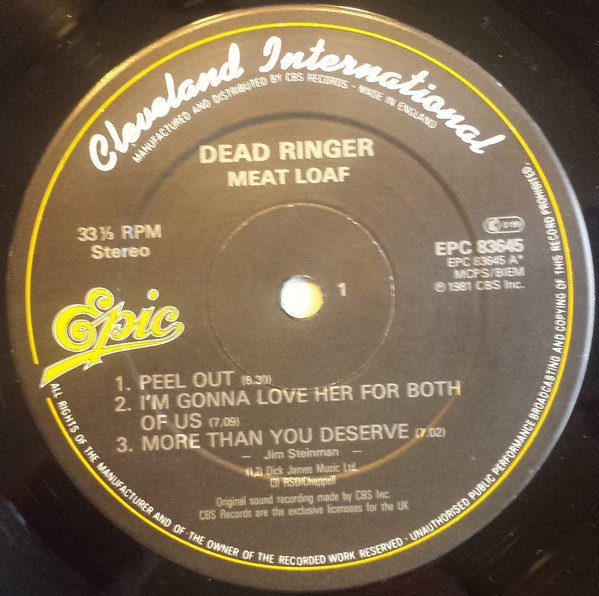 Cleveland International
MANUFACTURED AND DISTRIBUTED BY CBS RECORDS - MADE IN ENGLAND
DEAD RINGER
MEAT LOAF
33⅓ RPM
Stereo
EPC 83645
EPC 83645 A
MCPS/BIEM
℗ 1981 CBS Inc.
1
Epic
1. PEEL OUT (6.30)
2. I'M GONNA LOVE HER FOR BOTH
OF US (7.09)
3. MORE THAN YOU DESERVE (7.02)
— Jim Steinman —
(1,2) Dick James Music Ltd.
(3) RSO/Chappell
Original sound recording made by CBS Inc.
CBS Records are the exclusive licensees for the UK
ALL RIGHTS OF THE MANUFACTURER AND OF THE OWNER OF THE RECORDED WORK RESERVED - UNAUTHORISED PUBLIC PERFORMANCE BROADCASTING AND COPYING OF THIS RECORD PROHIBITED